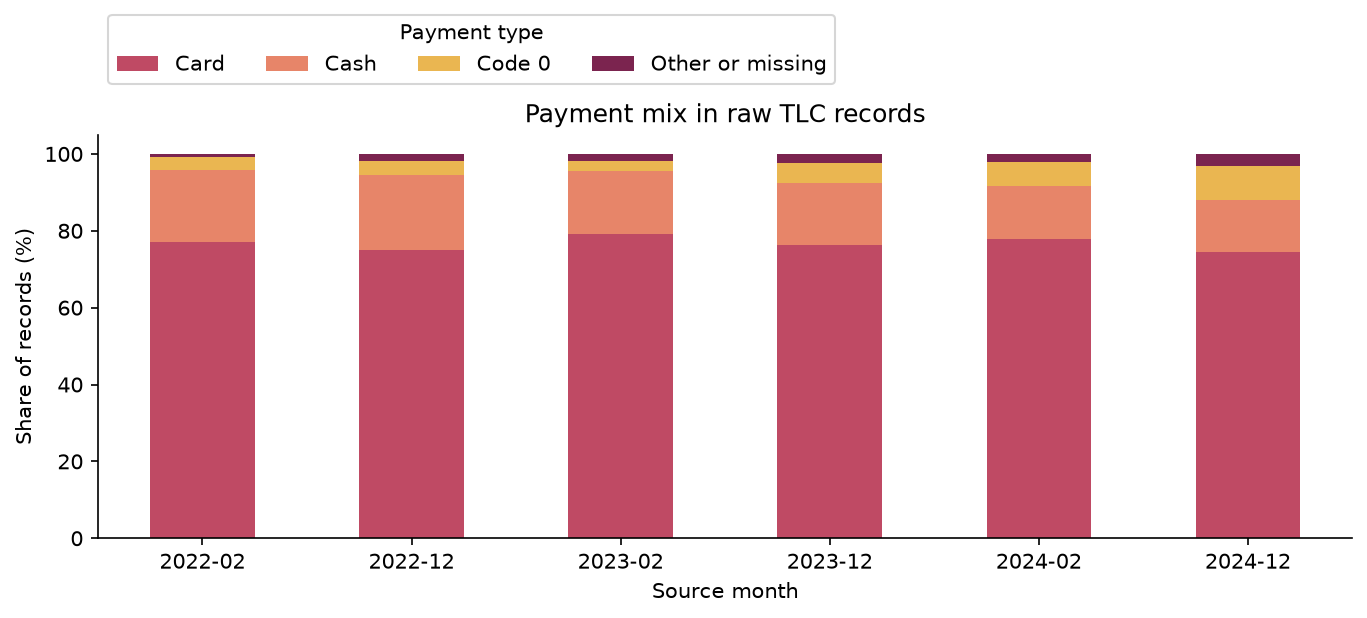 Payment type
Card Cash Code 0 Other or missing
Payment mix in raw TLC records
100
80
60
40
20
0
Share of records (%)
2022-02 2022-12 2023-02 2023-12 2024-02 2024-12
Source month